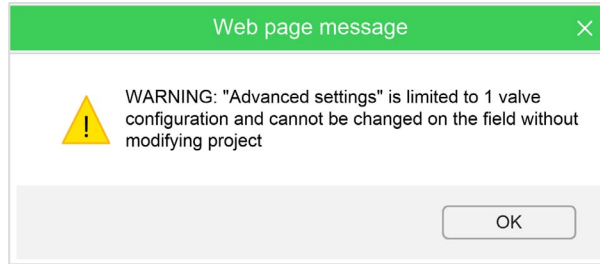 Web page message
WARNING: "Advanced settings" is limited to 1 valve
configuration and cannot be changed on the field without
modifying project
OK